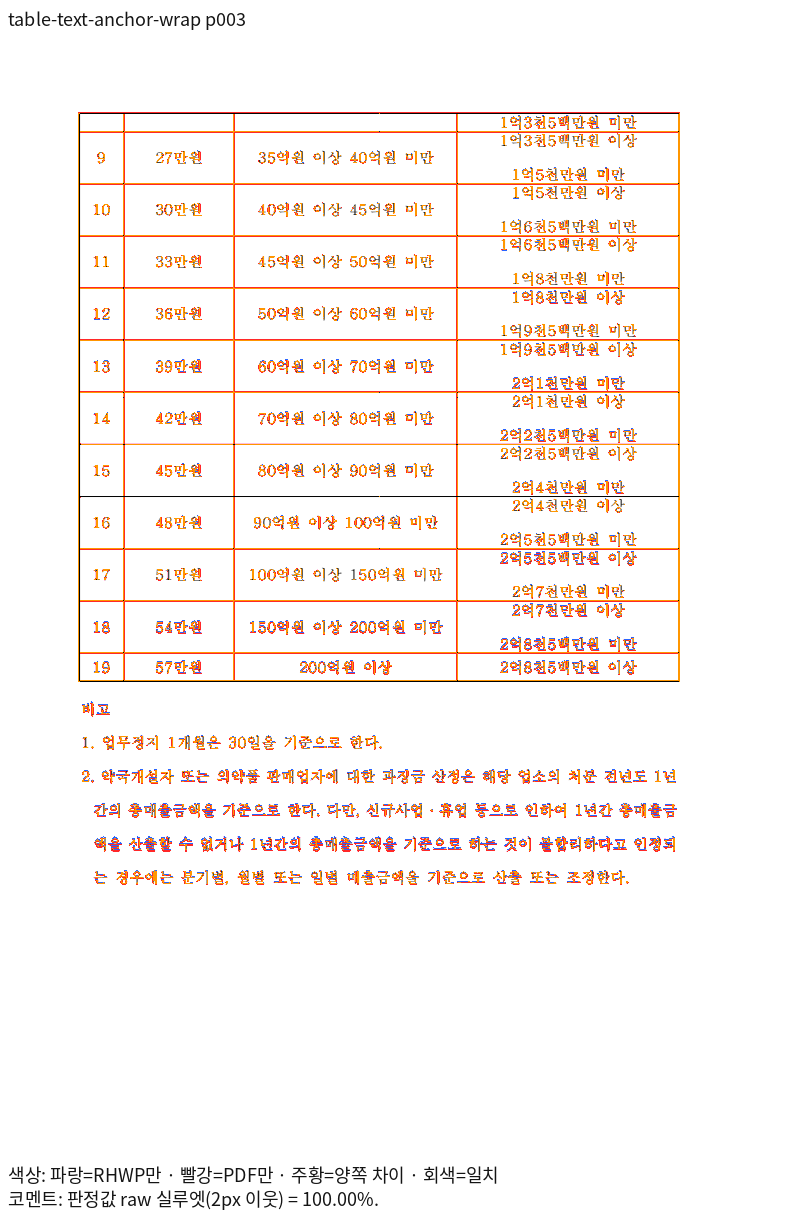 table-text-anchor-wrap p003
1억3천5백만원 미만
9 27만원 35억원 이상 40억원 미만 1억3천5백만원 이상
1억5천만원 미만
10 30만원 40억원 이상 45억원 미만 1억5천만원 이상
1억6천5백만원 미만
11 33만원 45억원 이상 50억원 미만 1억6천5백만원 이상
1억8천만원 미만
12 36만원 50억원 이상 60억원 미만 1억8천만원 이상
1억9천5백만원 미만
13 39만원 60억원 이상 70억원 미만 1억9천5백만원 이상
2억1천만원 미만
14 42만원 70억원 이상 80억원 미만 2억1천만원 이상
2억2천5백만원 미만
15 45만원 80억원 이상 90억원 미만 2억2천5백만원 이상
2억4천만원 미만
16 48만원 90억원 이상 100억원 미만 2억4천만원 이상
2억5천5백만원 미만
17 51만원 100억원 이상 150억원 미만 2억5천5백만원 이상
2억7천만원 미만
18 54만원 150억원 이상 200억원 미만 2억7천만원 이상
2억8천5백만원 미만
19 57만원 200억원 이상 2억8천5백만원 이상
비고
1. 업무정지 1개월은 30일을 기준으로 한다.
2. 약국개설자 또는 의약품 판매업자에 대한 과징금 산정은 해당 업소의 처분 전년도 1년
간의 총매출금액을 기준으로 한다. 다만, 신규사업ㆍ휴업 등으로 인하여 1년간 총매출금
액을 산출할 수 없거나 1년간의 총매출금액을 기준으로 하는 것이 불합리하다고 인정되
는 경우에는 분기별, 월별 또는 일별 매출금액을 기준으로 산출 또는 조정한다.
색상: 파랑=RHWP만 · 빨강=PDF만 · 주황=양쪽 차이 · 회색=일치
코멘트: 판정값 raw 실루엣(2px 이웃) = 100.00%.